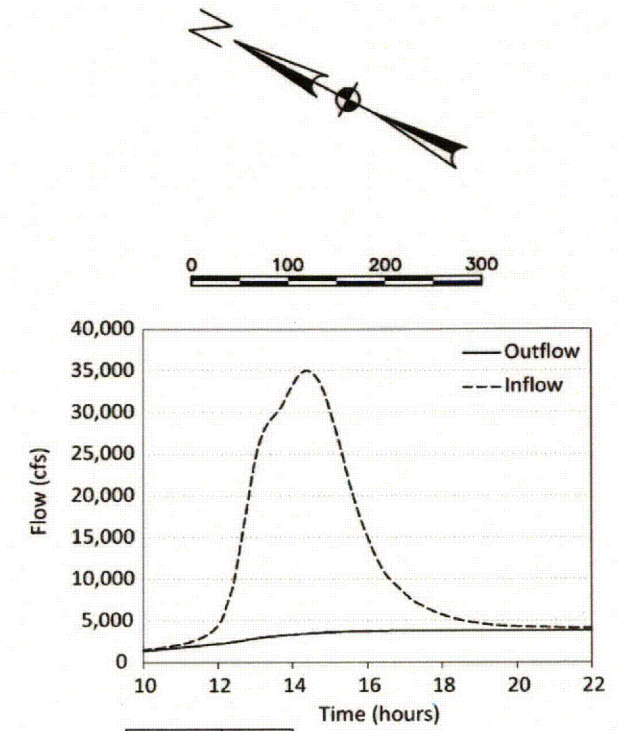 N
0 100 200 300
40,000
35,000
30,000
25,000
20,000
15,000
10,000
5,000
0
Flow (cfs)
Outflow
Inflow
10 12 14 16 18 20 22
Time (hours)